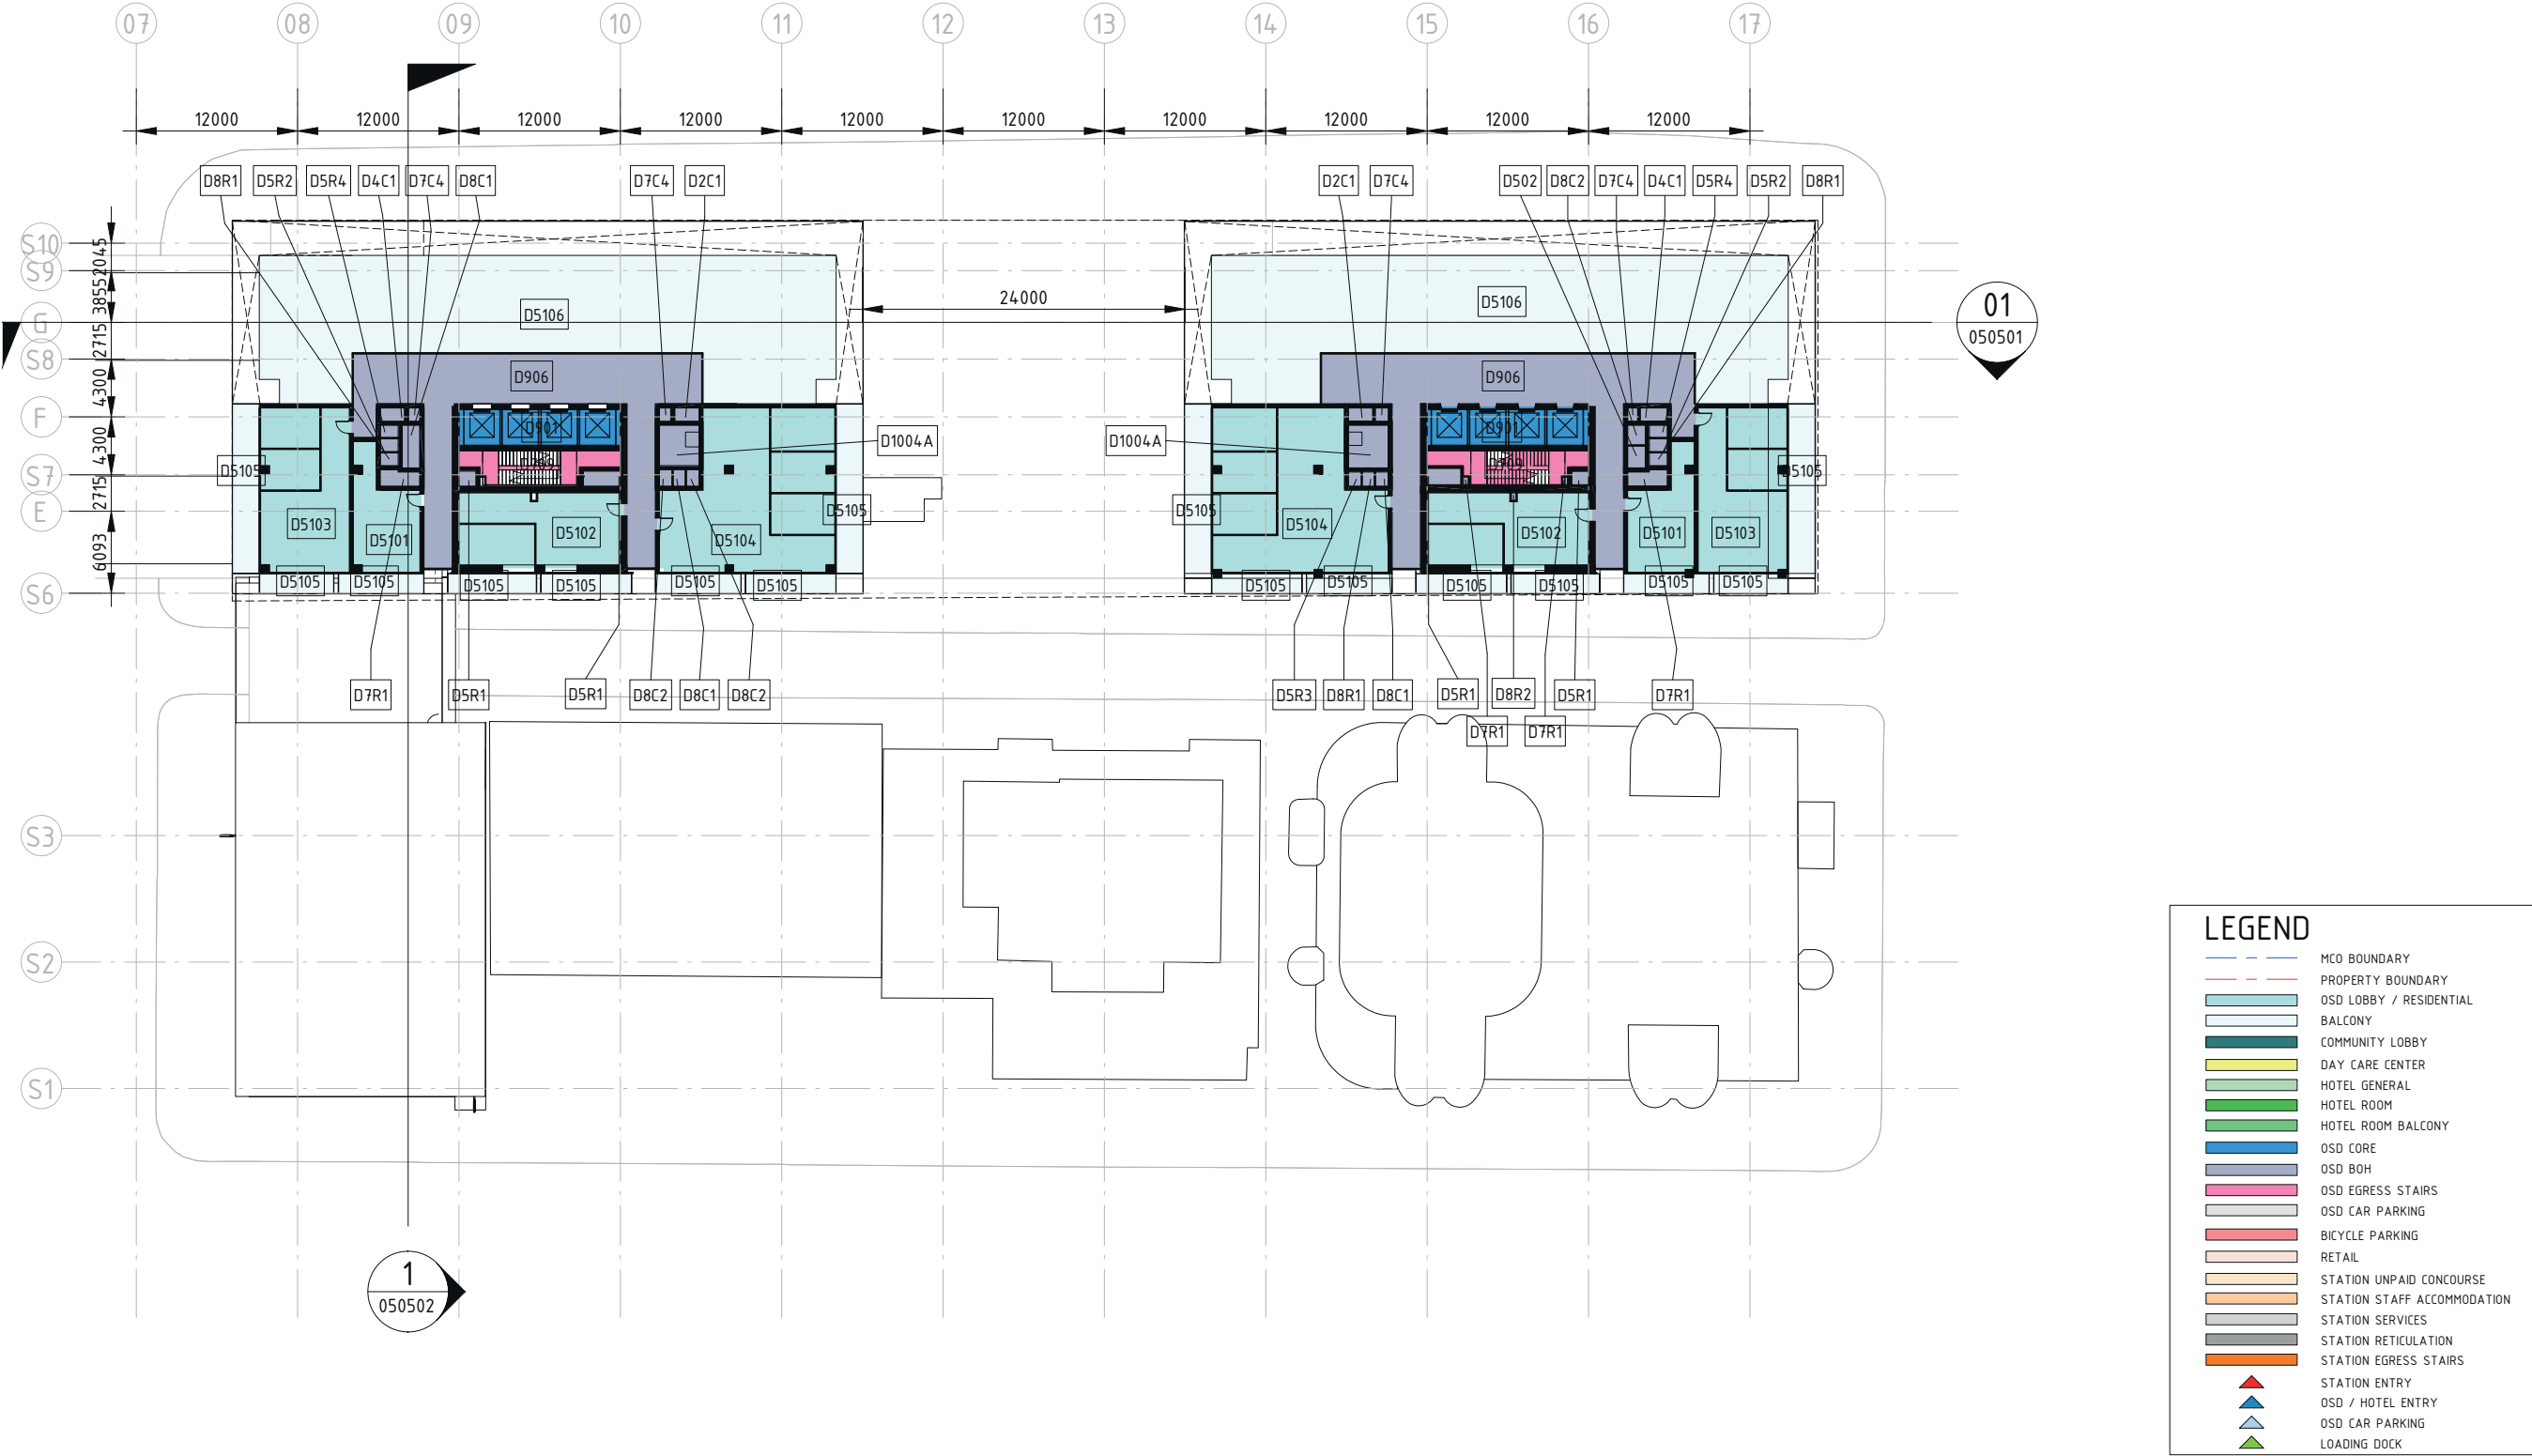 07 08 09 10 11 12 13 14 15 16 17
12000 12000 12000 12000 12000 12000 12000 12000 12000 12000
D8R1 D5R2 D5R4 D4C1 D7C4 D8C1 D7C4 D2C1 D2C1 D7C4 D502 D8C2 D7C4 D4C1 D5R4 D5R2 D8R1
S10
2045
S9
3855
24000
D5106 D5106
01
050501
G
2715
S8
4300
D906 D906
F
D901 D901
D1004A D1004A
4300
S7
D5105 D5105
2715
E
D5105 D5105
D5103 D5101 D5102 D5104 D5104 D5102 D5101 D5103
6093
D5105 D5105 D5105 D5105 D5105 D5105 D5105 D5105 D5105 D5105 D5105 D5105
S6
D7R1 D5R1 D5R1 D8C2 D8C1 D8C2 D5R3 D8R1 D8C1 D5R1 D8R2 D5R1 D7R1
D7R1 D7R1
S3
S2
S1
1
050502
LEGEND
MCO BOUNDARY
PROPERTY BOUNDARY
OSD LOBBY / RESIDENTIAL
BALCONY
COMMUNITY LOBBY
DAY CARE CENTER
HOTEL GENERAL
HOTEL ROOM
HOTEL ROOM BALCONY
OSD CORE
OSD BOH
OSD EGRESS STAIRS
OSD CAR PARKING
BICYCLE PARKING
RETAIL
STATION UNPAID CONCOURSE
STATION STAFF ACCOMMODATION
STATION SERVICES
STATION RETICULATION
STATION EGRESS STAIRS
STATION ENTRY
OSD / HOTEL ENTRY
OSD CAR PARKING
LOADING DOCK